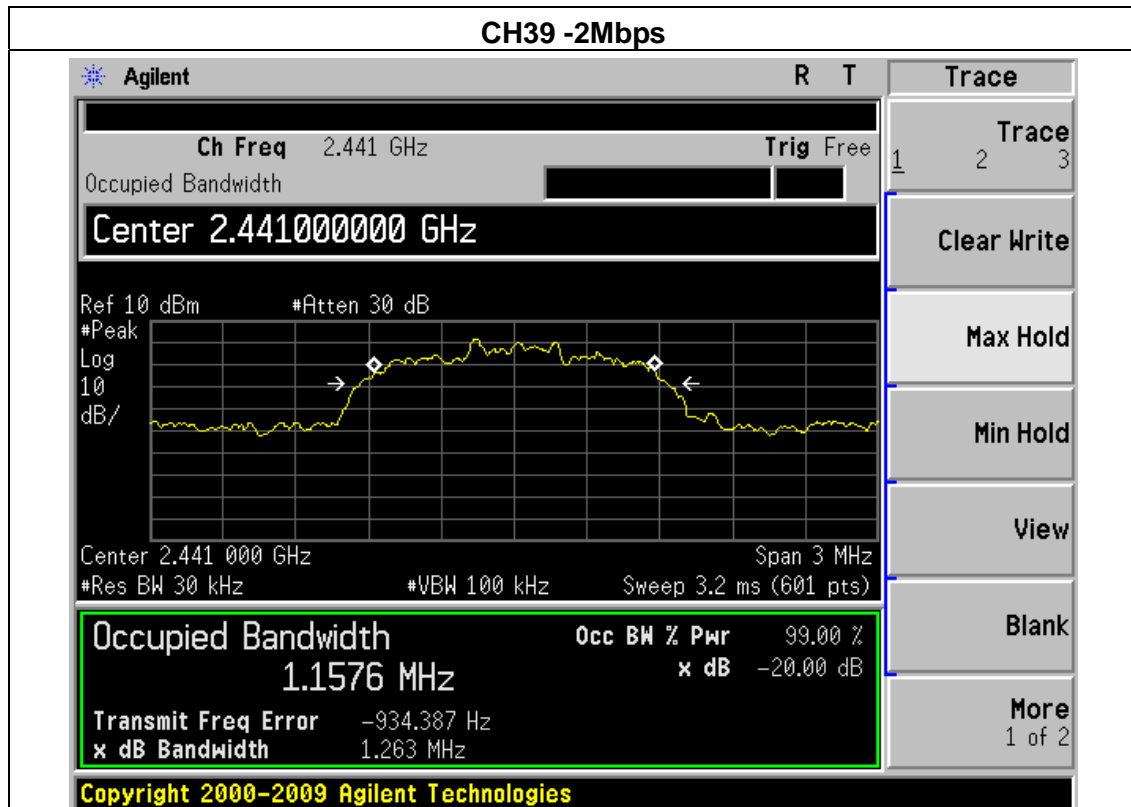 CH39 -2Mbps
Agilent R T
Ch Freq 2.441 GHz Trig Free
Occupied Bandwidth
Center 2.441000000 GHz
Ref 10 dBm #Atten 30 dB
#Peak
Log
10
dB/
Center 2.441 000 GHz Span 3 MHz
#Res BW 30 kHz #VBW 100 kHz Sweep 3.2 ms (601 pts)
Occupied Bandwidth Occ BW % Pwr 99.00 %
1.1576 MHz x dB -20.00 dB
Transmit Freq Error -934.387 Hz
x dB Bandwidth 1.263 MHz
Copyright 2000-2009 Agilent Technologies
Trace
Trace
1 2 3
Clear Write
Max Hold
Min Hold
View
Blank
More
1 of 2